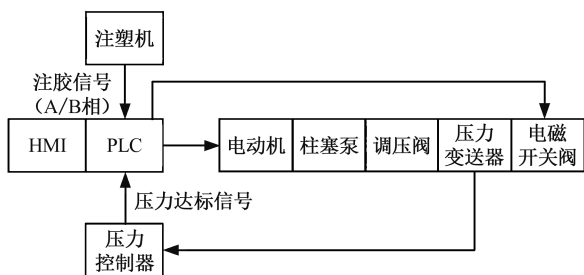 注塑机
注胶信号
（A/B相）
HMI
PLC
电动机
柱塞泵
调压阀
压力
变送器
电磁
开关阀
压力达标信号
压力
控制器